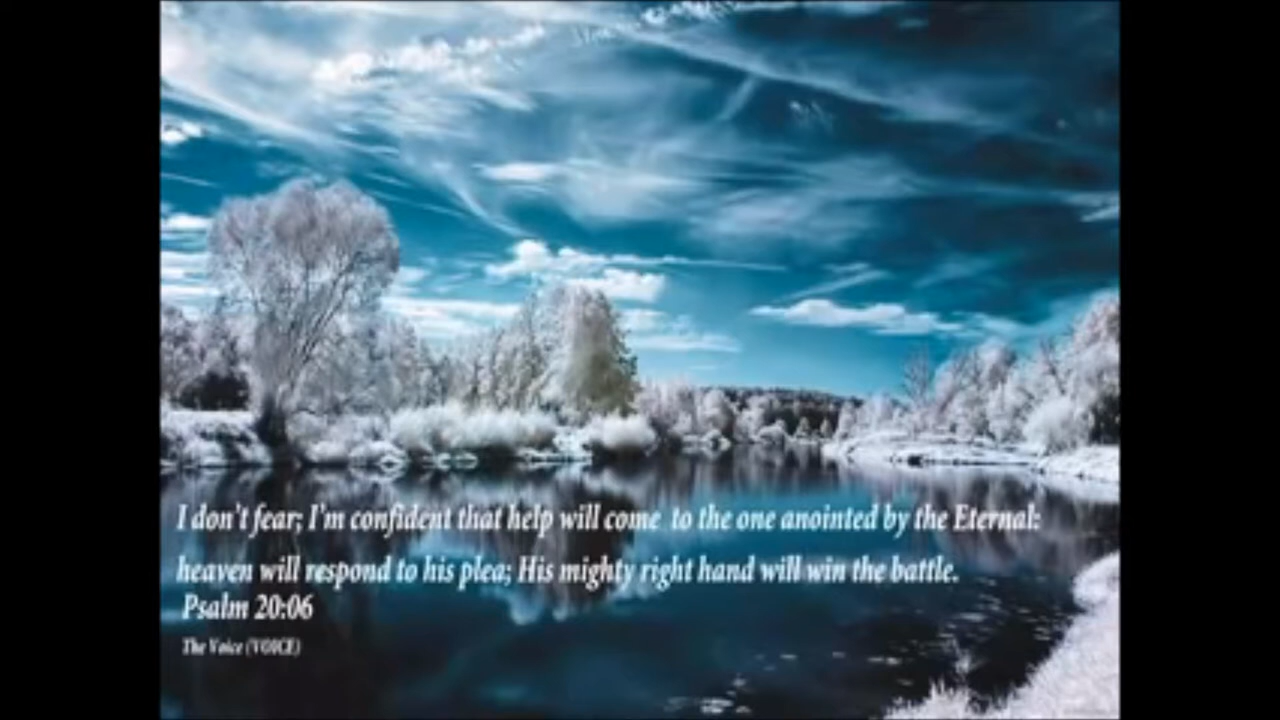 I don't fear; I'm confident that help will come to the one anointed by the Eternal:
heaven will respond to his plea; His mighty right hand will win the battle.
Psalm 20:06
The Voice (VOICE)